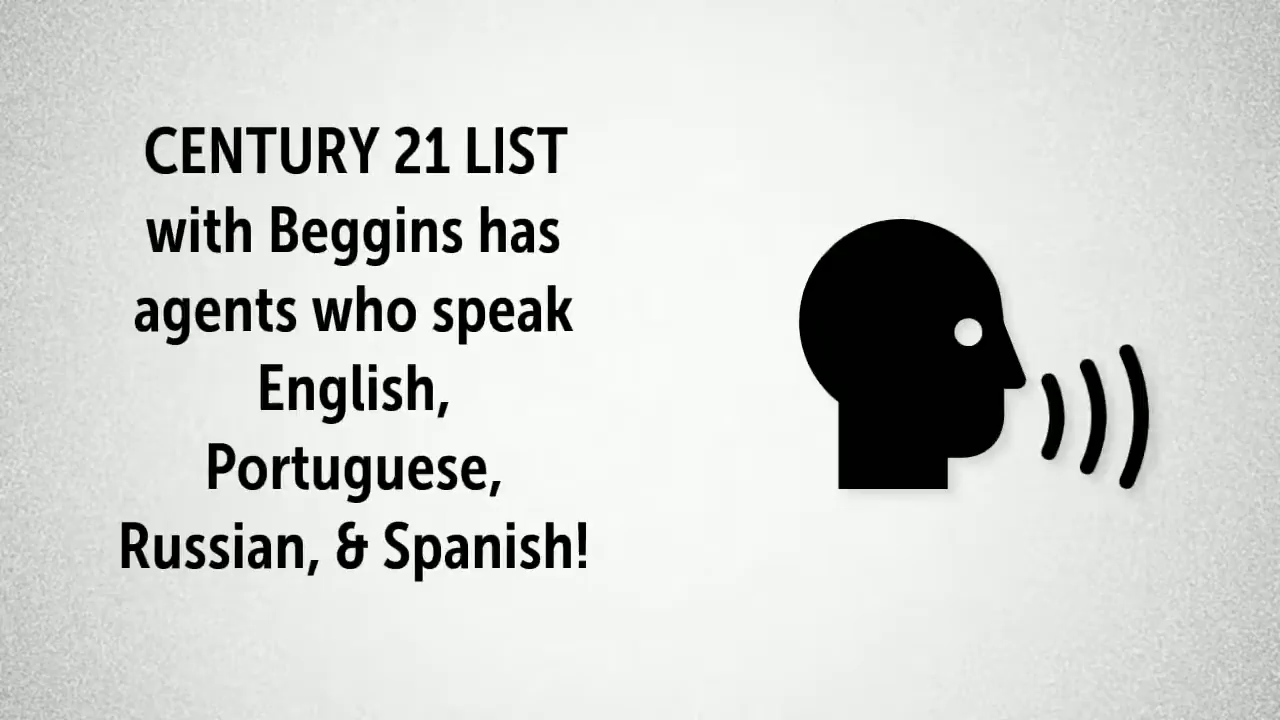 CENTURY 21 LIST
with Beggins has
agents who speak
English,
Portuguese,
Russian, & Spanish!